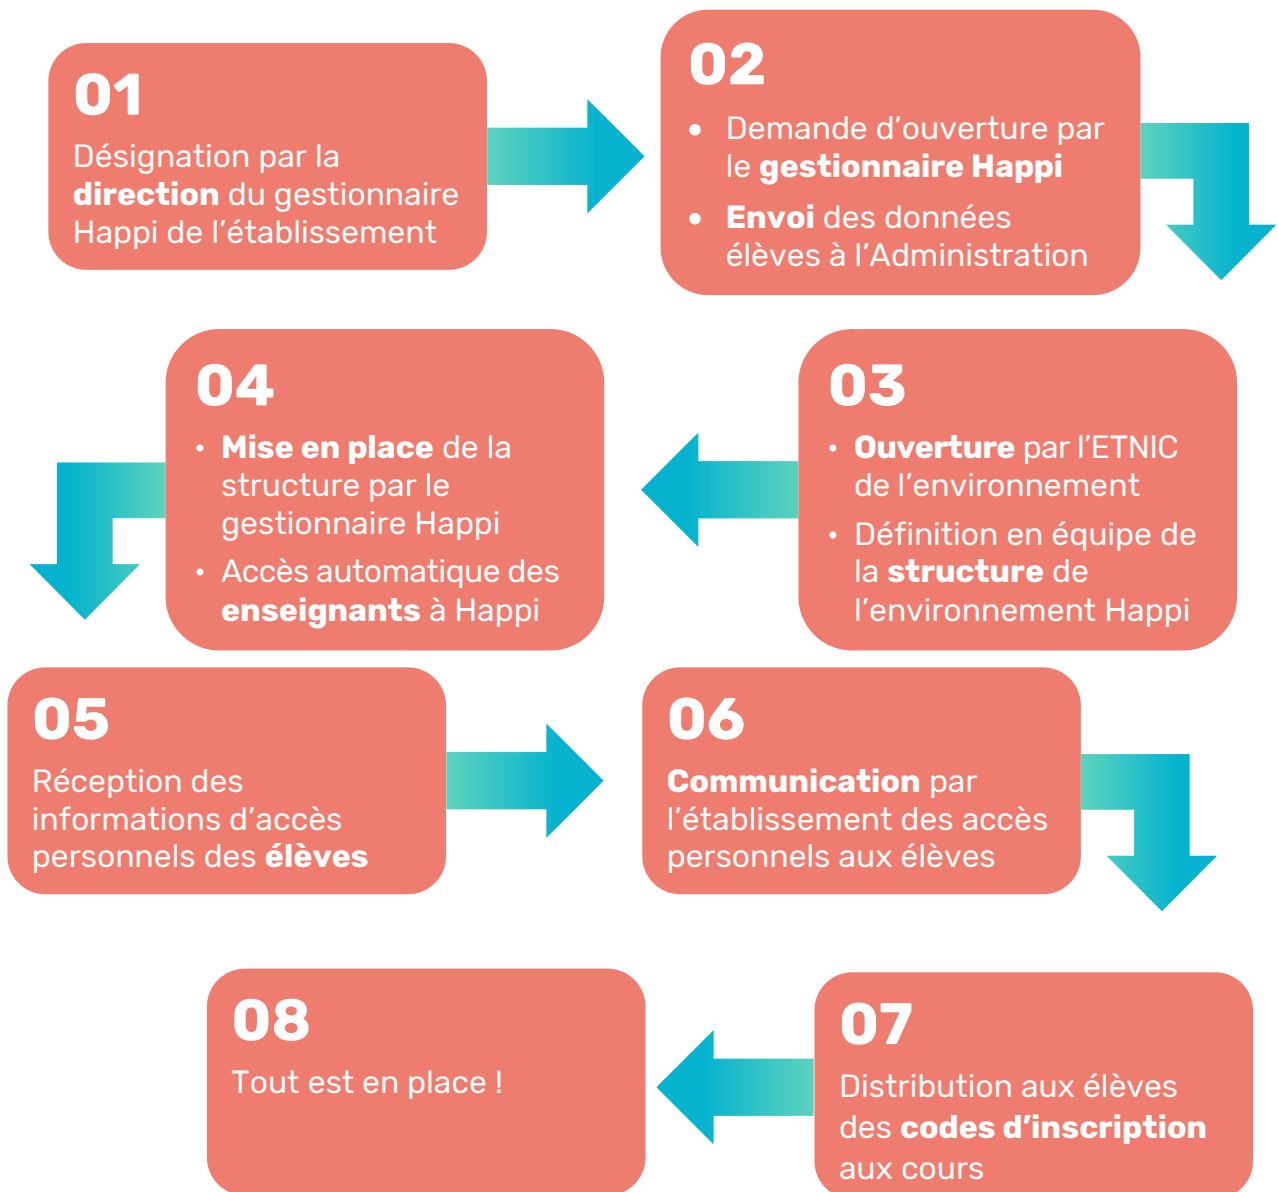 01
Désignation par la
direction du gestionnaire
Happi de l'établissement
02
• Demande d'ouverture par
le gestionnaire Happi
• Envoi des données
élèves à l'Administration
03
• Ouverture par l'ETNIC
de l'environnement
• Définition en équipe de
la structure de
l'environnement Happi
04
• Mise en place de la
structure par le
gestionnaire Happi
• Accès automatique des
enseignants à Happi
05
Réception des
informations d'accès
personnels des élèves
06
Communication par
l'établissement des accès
personnels aux élèves
07
Distribution aux élèves
des codes d'inscription
aux cours
08
Tout est en place !